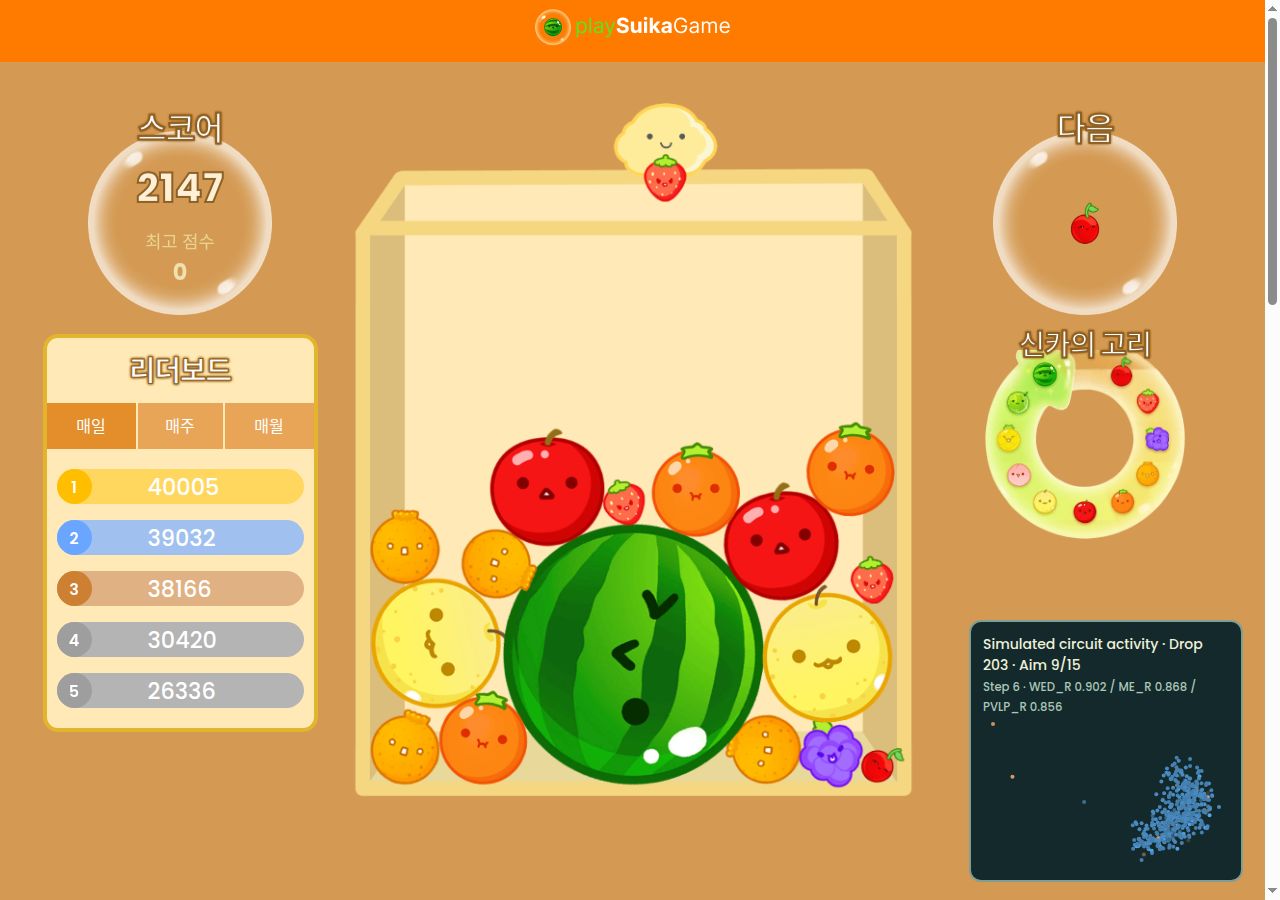 playSuikaGame
스코어
2147
최고 점수
0
리더보드
매일 매주 매월
1 40005
2 39032
3 38166
4 30420
5 26336
다음
신카의 고리
Simulated circuit activity · Drop
203 · Aim 9/15
Step 6 · WED_R 0.902 / ME_R 0.868 /
PVLP_R 0.856